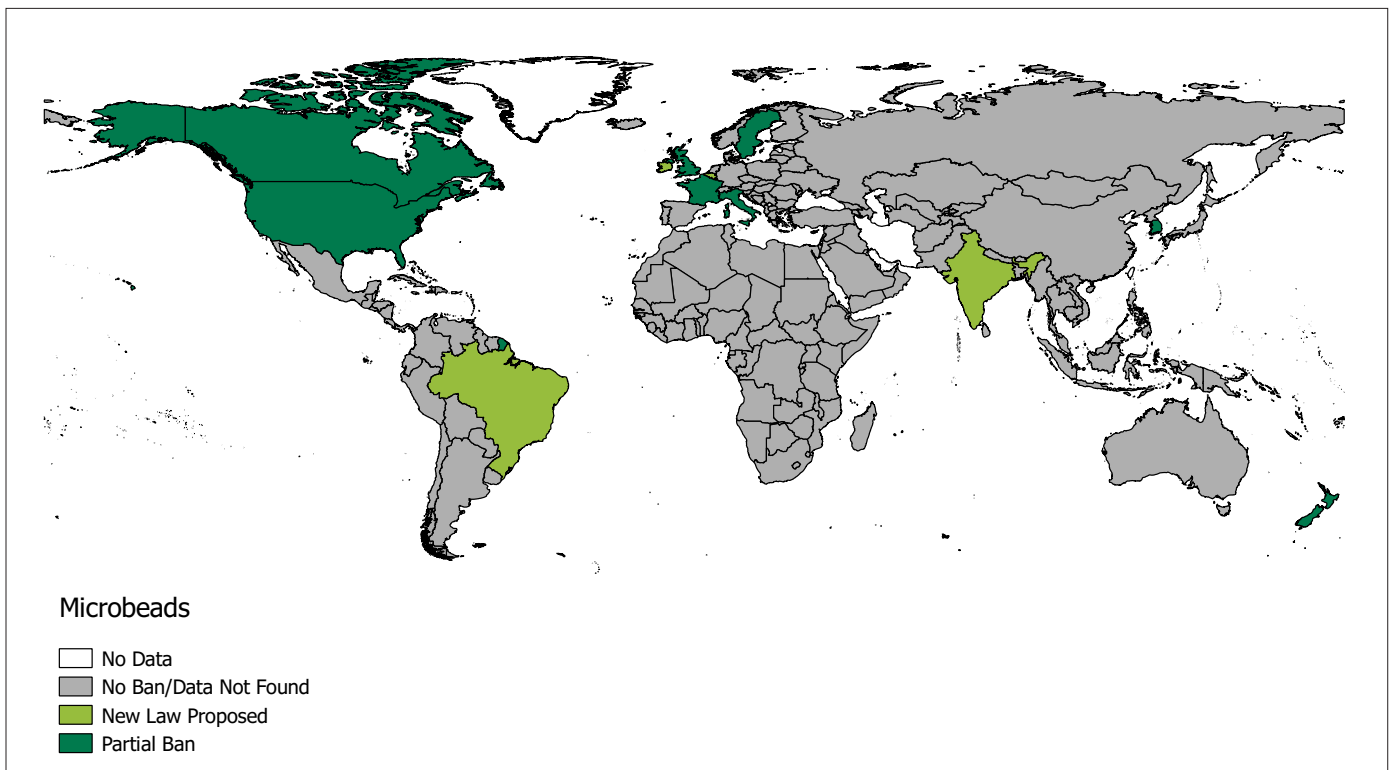 Microbeads
No Data
No Ban/Data Not Found
New Law Proposed
Partial Ban